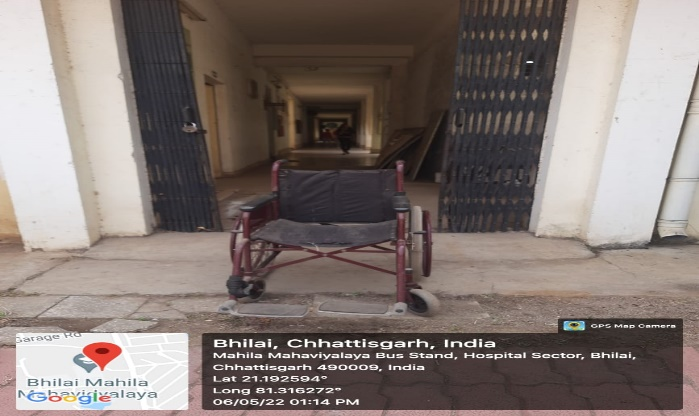 GPS Map Camera
Garage Rd
Bhilai Mahila
Mahavidyalaya
Google
Bhilai, Chhattisgarh, India
Mahila Mahaviyalaya Bus Stand, Hospital Sector, Bhilai,
Chhattisgarh 490009, India
Lat 21.192594°
Long 81.316272°
06/05/22 01:14 PM